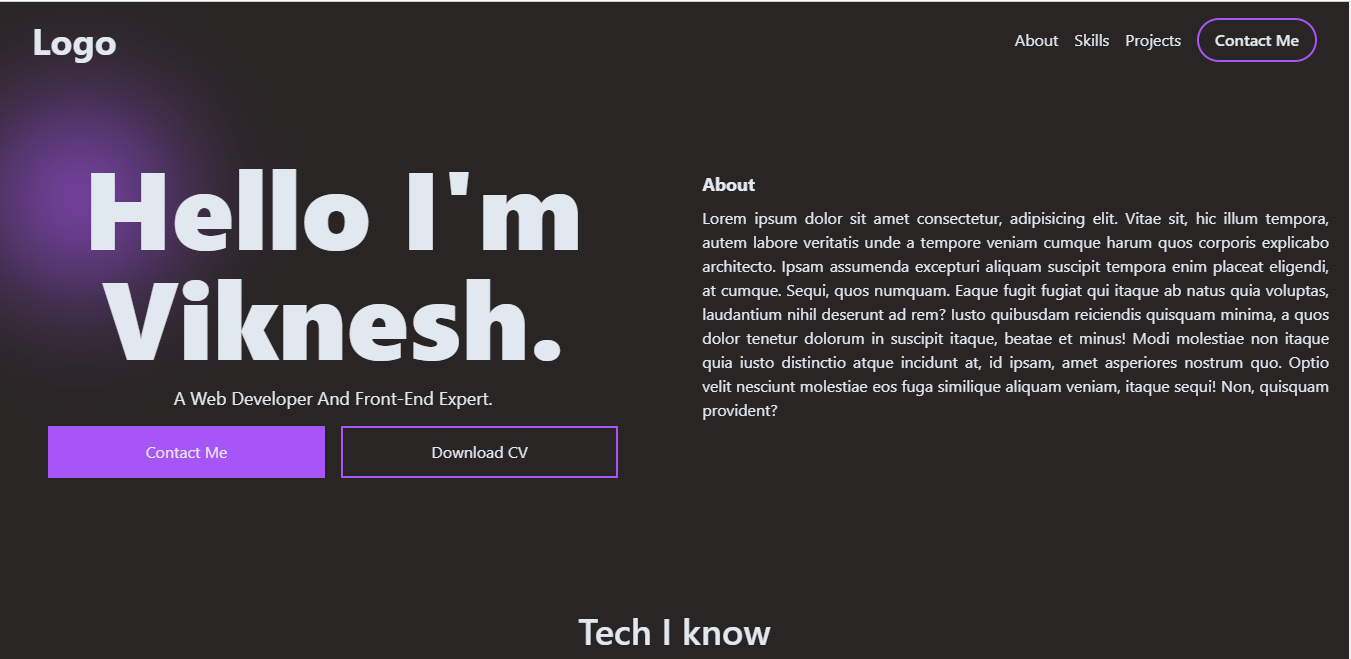 Logo
About Skills Projects Contact Me
Hello I'm
Viknesh.
A Web Developer And Front-End Expert.
Contact Me
Download CV
About
Lorem ipsum dolor sit amet consectetur, adipisicing elit. Vitae sit, hic illum tempora,
autem labore veritatis unde a tempore veniam cumque harum quos corporis explicabo
architecto. Ipsam assumenda excepturi aliquam suscipit tempora enim placeat eligendi,
at cumque. Sequi, quos numquam. Eaque fugit fugiat qui itaque ab natus quia voluptas,
laudantium nihil deserunt ad rem? Iusto quibusdam reiciendis quisquam minima, a quos
dolor tenetur dolorum in suscipit itaque, beatae et minus! Modi molestiae non itaque
quia iusto distinctio atque incidunt at, id ipsam, amet asperiores nostrum quo. Optio
velit nesciunt molestiae eos fuga similique aliquam veniam, itaque sequi! Non, quisquam
provident?
Tech I know